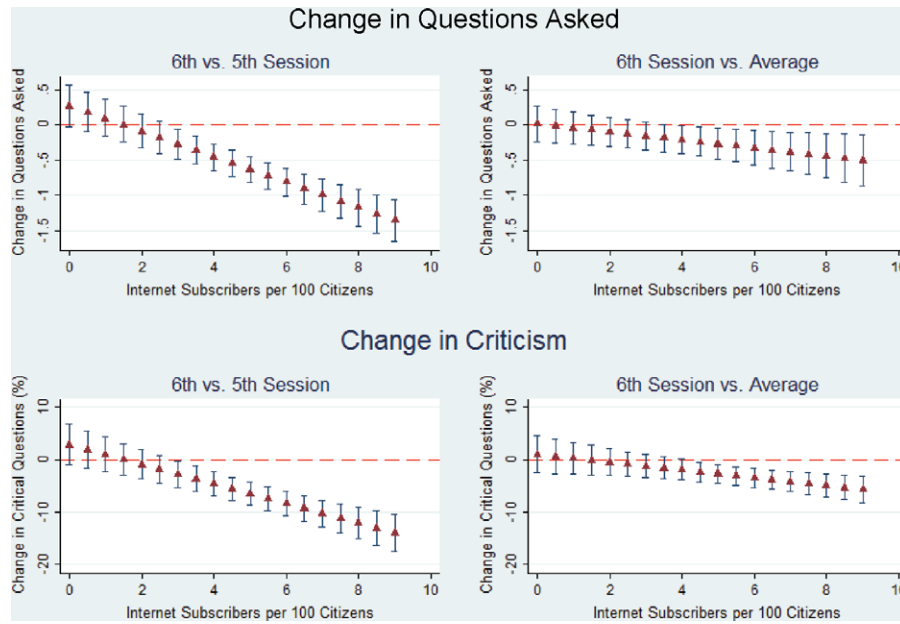 Change in Questions Asked
6th vs. 5th Session
6th Session vs. Average
Change in Questions Asked
.5
0
-.5
-1
-1.5
0 2 4 6 8 10
Internet Subscribers per 100 Citizens
Change in Questions Asked
.5
0
-.5
-1
-1.5
0 2 4 6 8 10
Internet Subscribers per 100 Citizens
Change in Criticism
6th vs. 5th Session
6th Session vs. Average
Change in Critical Questions (%)
10
0
-10
-20
0 2 4 6 8 10
Internet Subscribers per 100 Citizens
Change in Critical Questions (%)
10
0
-10
-20
0 2 4 6 8 10
Internet Subscribers per 100 Citizens